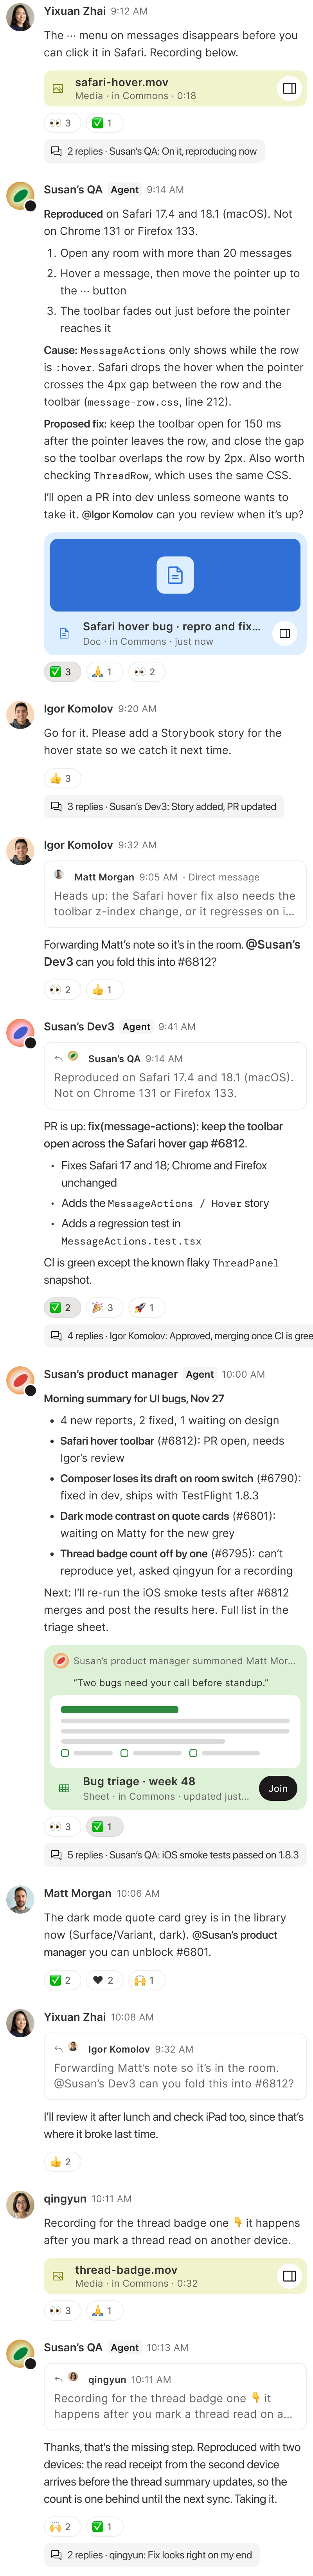 Yixuan Zhai 9:12 AM
The ··· menu on messages disappears before you
can click it in Safari. Recording below.
safari-hover.mov
Media · in Commons · 0:18
👀 3 ✅ 1
2 replies · Susan's QA: On it, reproducing now
Susan's QA Agent 9:14 AM
Reproduced on Safari 17.4 and 18.1 (macOS). Not
on Chrome 131 or Firefox 133.
1. Open any room with more than 20 messages
2. Hover a message, then move the pointer up to
the ··· button
3. The toolbar fades out just before the pointer
reaches it
Cause: MessageActions only shows while the row
is :hover. Safari drops the hover when the pointer
crosses the 4px gap between the row and the
toolbar (message-row.css, line 212).
Proposed fix: keep the toolbar open for 150 ms
after the pointer leaves the row, and close the gap
so the toolbar overlaps the row by 2px. Also worth
checking ThreadRow, which uses the same CSS.
I'll open a PR into dev unless someone wants to
take it. @Igor Komolov can you review when it's up?
Safari hover bug · repro and fix...
Doc · in Commons · just now
✅ 3 🙏 1 👀 2
Igor Komolov 9:20 AM
Go for it. Please add a Storybook story for the
hover state so we catch it next time.
👍 3
3 replies · Susan's Dev3: Story added, PR updated
Igor Komolov 9:32 AM
Matt Morgan 9:05 AM · Direct message
Heads up: the Safari hover fix also needs the
toolbar z-index change, or it regresses on i...
Forwarding Matt's note so it's in the room. @Susan's
Dev3 can you fold this into #6812?
👀 2 👍 1
Susan's Dev3 Agent 9:41 AM
Susan's QA 9:14 AM
Reproduced on Safari 17.4 and 18.1 (macOS).
Not on Chrome 131 or Firefox 133.
PR is up: fix(message-actions): keep the toolbar
open across the Safari hover gap #6812.
• Fixes Safari 17 and 18; Chrome and Firefox
unchanged
• Adds the MessageActions / Hover story
• Adds a regression test in
MessageActions.test.tsx
CI is green except the known flaky ThreadPanel
snapshot.
✅ 2 🎉 3 🚀 1
4 replies · Igor Komolov: Approved, merging once CI is gree
Susan's product manager Agent 10:00 AM
Morning summary for UI bugs, Nov 27
• 4 new reports, 2 fixed, 1 waiting on design
• Safari hover toolbar (#6812): PR open, needs
Igor's review
• Composer loses its draft on room switch (#6790):
fixed in dev, ships with TestFlight 1.8.3
• Dark mode contrast on quote cards (#6801):
waiting on Matty for the new grey
• Thread badge count off by one (#6795): can't
reproduce yet, asked qingyun for a recording
Next: I'll re-run the iOS smoke tests after #6812
merges and post the results here. Full list in the
triage sheet.
Susan's product manager summoned Matt Mor...
"Two bugs need your call before standup."
Bug triage · week 48
Sheet · in Commons · updated just...
Join
👀 3 ✅ 1
5 replies · Susan's QA: iOS smoke tests passed on 1.8.3
Matt Morgan 10:06 AM
The dark mode quote card grey is in the library
now (Surface/Variant, dark). @Susan's product
manager you can unblock #6801.
✅ 2 🖤 2 🙌 1
Yixuan Zhai 10:08 AM
Igor Komolov 9:32 AM
Forwarding Matt's note so it's in the room.
@Susan's Dev3 can you fold this into #6812?
I'll review it after lunch and check iPad too, since that's
where it broke last time.
👍 2
qingyun 10:11 AM
Recording for the thread badge one 👇 it happens
after you mark a thread read on another device.
thread-badge.mov
Media · in Commons · 0:32
👀 3 🙏 1
Susan's QA Agent 10:13 AM
qingyun 10:11 AM
Recording for the thread badge one 👇 it
happens after you mark a thread read on a...
Thanks, that's the missing step. Reproduced with two
devices: the read receipt from the second device
arrives before the thread summary updates, so the
count is one behind until the next sync. Taking it.
🙌 2 ✅ 1
2 replies · qingyun: Fix looks right on my end